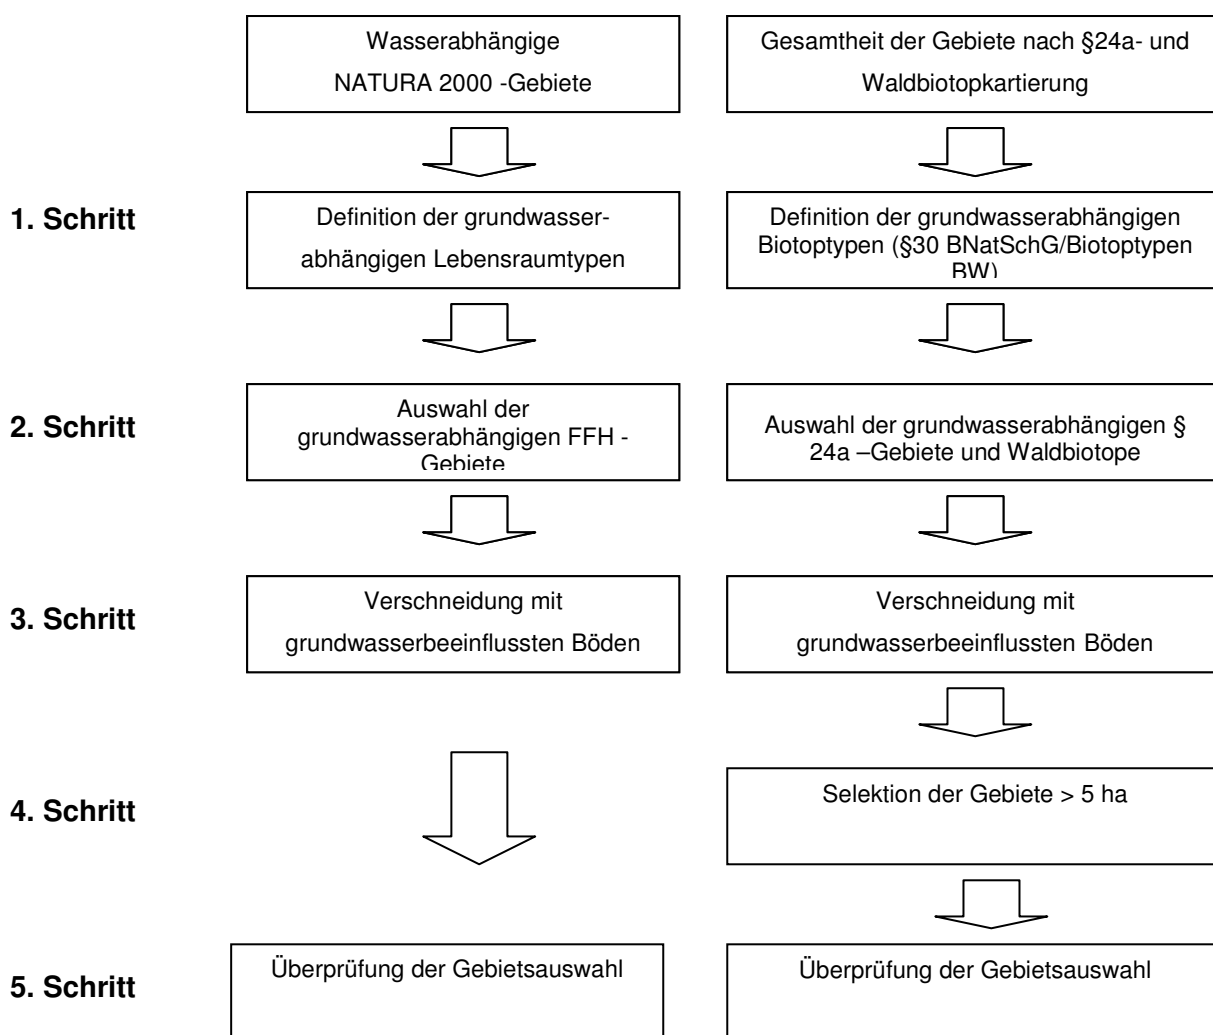 Wasserabhängige
NATURA 2000 -Gebiete
Gesamtheit der Gebiete nach §24a- und
Waldbiotopkartierung
1. Schritt
Definition der grundwasser-
abhängigen Lebensraumtypen
Definition der grundwasserabhängigen
Biotoptypen (§30 BNatSchG/Biotoptypen
BW)
2. Schritt
Auswahl der
grundwasserabhängigen FFH -
Gebiete
Auswahl der grundwasserabhängigen §
24a –Gebiete und Waldbiotope
3. Schritt
Verschneidung mit
grundwasserbeeinflussten Böden
Verschneidung mit
grundwasserbeeinflussten Böden
4. Schritt
Selektion der Gebiete > 5 ha
5. Schritt
Überprüfung der Gebietsauswahl
Überprüfung der Gebietsauswahl